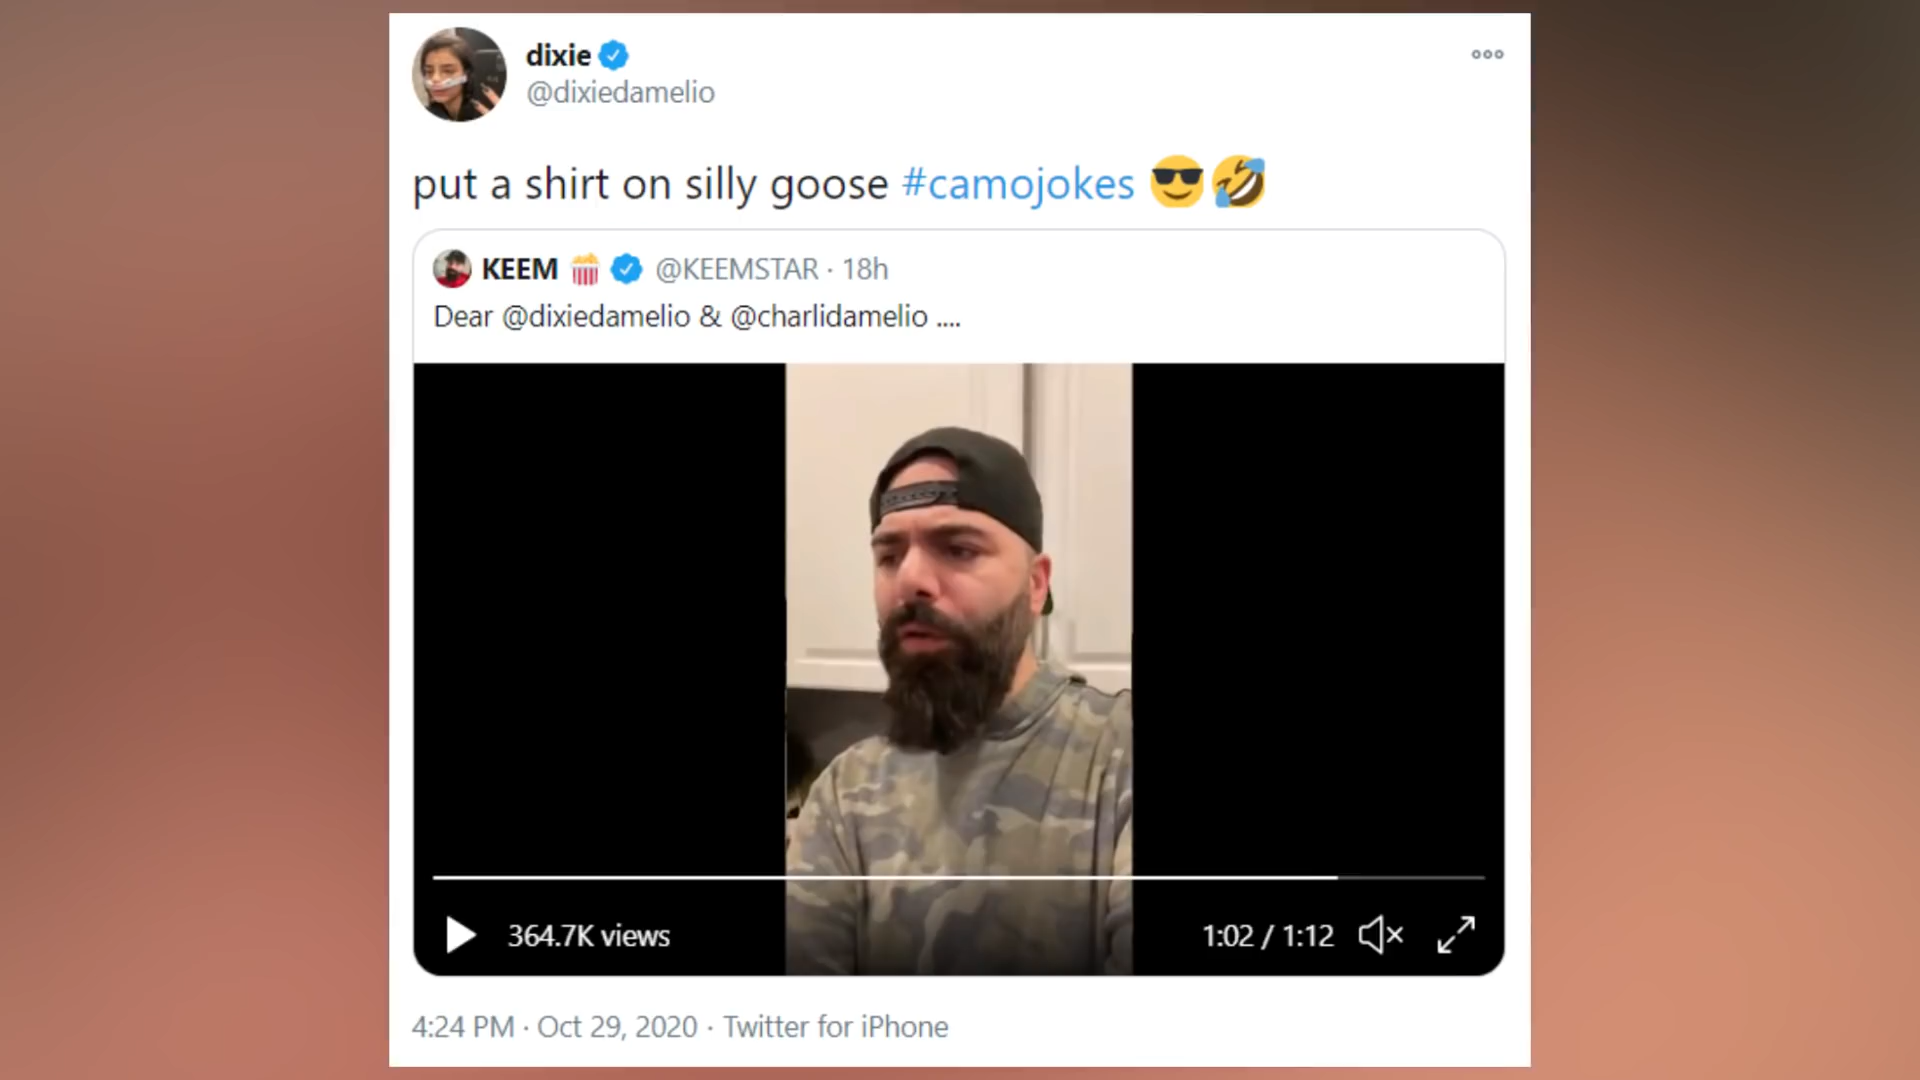 dixie
@dixiedamelio
put a shirt on silly goose #camojokes 😎🤣
KEEM 🍿 @KEEMSTAR · 18h
Dear @dixiedamelio & @charlidamelio ....
364.7K views
1:02 / 1:12
4:24 PM · Oct 29, 2020 · Twitter for iPhone